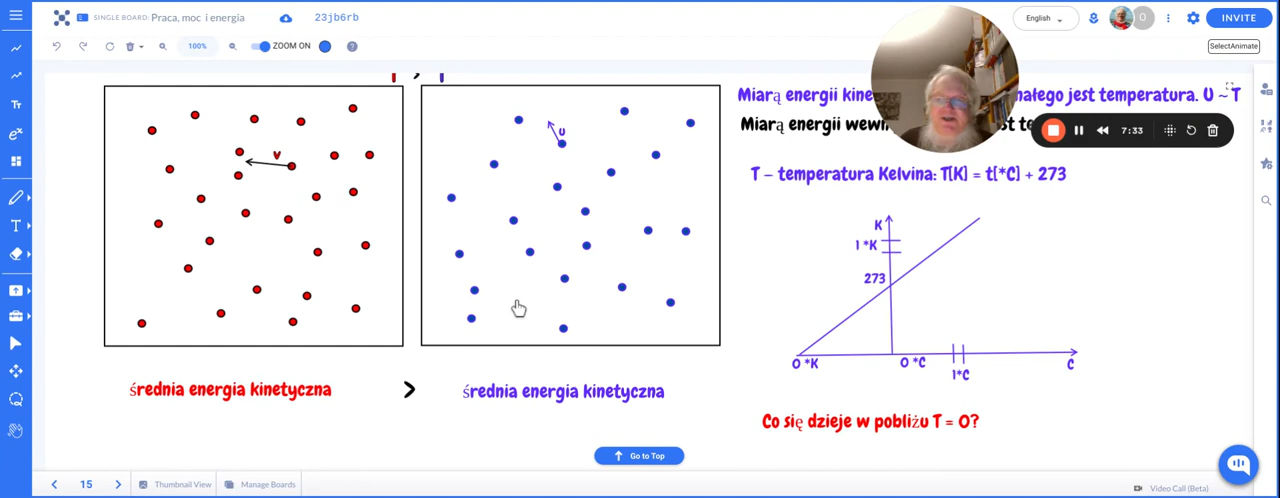 SINGLE BOARD: Praca, moc i energia
23jb6rb
English
0
INVITE
100%
ZOOM ON
?
SelectAnimate
7:33
Miarą energii kine małego jest temperatura. U ~ T
Miarą energii
T - temperatura Kelvina: T[K] = t[*C] + 273
v
u
K
1 *K
273
0 *K
0 *C
1*C
C
średnia energia kinetyczna
>
średnia energia kinetyczna
Co się dzieje w pobliżu T = 0?
Go to Top
15
Thumbnail View
Manage Boards
Video Call (Beta)